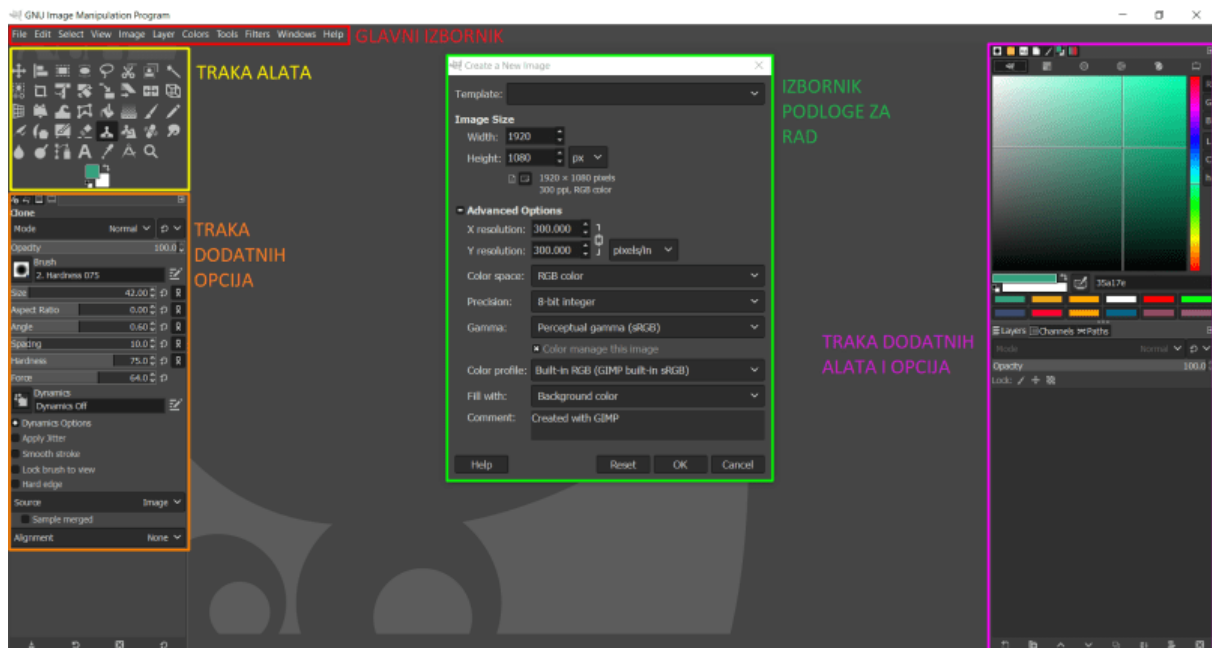 GNU Image Manipulation Program
File Edit Select View Image Layer Colors Tools Filters Windows Help
GLAVNI IZBORNIK
TRAKA ALATA
Clone
Mode Normal
Opacity 100.0
Brush
2. Hardness 075
Size 42.00
Aspect Ratio 0.00
Angle 0.60
Spacing 10.0
Hardness 75.0
Force 64.0
Dynamics
Dynamics Off
Dynamics Options
Apply Jitter
Smooth stroke
Lock brush to view
Hard edge
Source Image
Sample merged
Alignment None
TRAKA
DODATNIH
OPCIJA
Create a New Image
Template:
Image Size
Width: 1920
Height: 1080 px
1920 × 1080 pixels
300 ppi, RGB color
Advanced Options
X resolution: 300.000
Y resolution: 300.000 pixels/in
Color space: RGB color
Precision: 8-bit integer
Gamma: Perceptual gamma (sRGB)
Color manage this image
Color profile: Built-in RGB (GIMP built-in sRGB)
Fill with: Background color
Comment: Created with GIMP
Help Reset OK Cancel
IZBORNIK
PODLOGE ZA
RAD
TRAKA DODATNIH
ALATA I OPCIJA
R
G
B
L
C
h
35a17e
Layers Channels Paths
Mode Normal
Opacity 100.0
Lock: